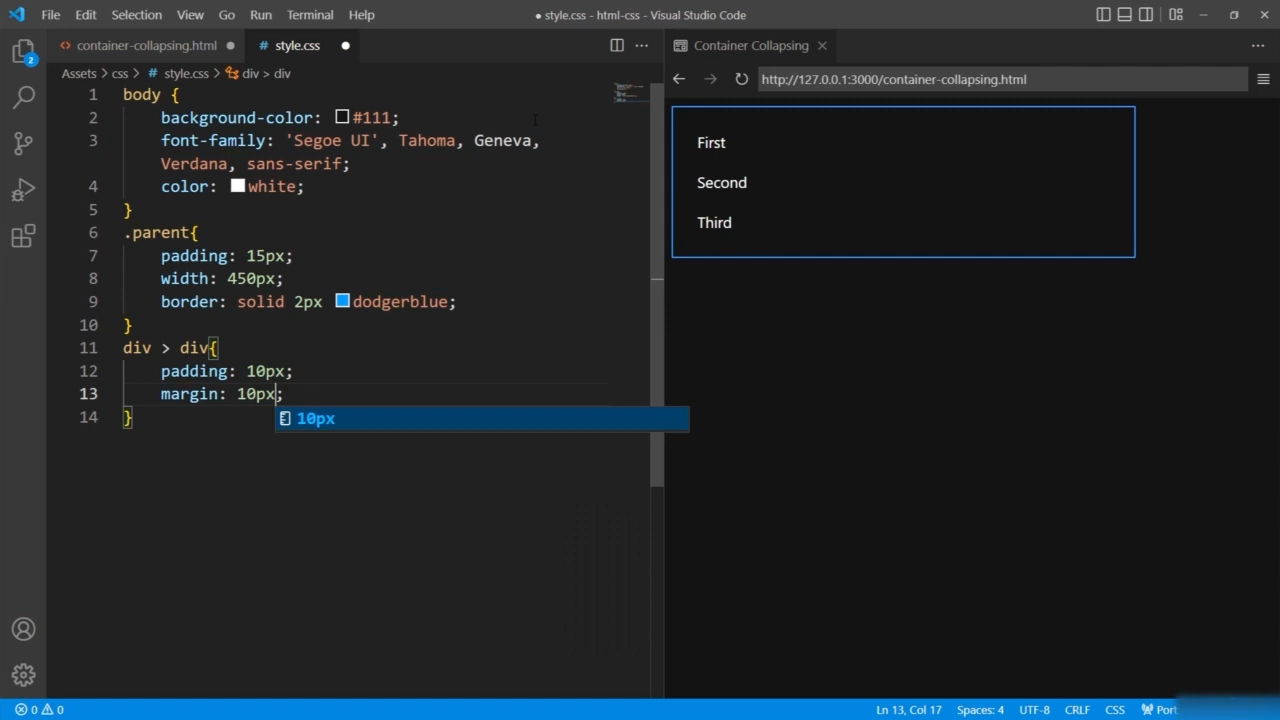 File Edit Selection View Go Run Terminal Help
● style.css - html-css - Visual Studio Code
container-collapsing.html
# style.css
Container Collapsing
2
Assets > css > # style.css > div > div
http://127.0.0.1:3000/container-collapsing.html
1 body {
2 background-color: #111;
3 font-family: 'Segoe UI', Tahoma, Geneva,
Verdana, sans-serif;
4 color: white;
5 }
6 .parent{
7 padding: 15px;
8 width: 450px;
9 border: solid 2px dodgerblue;
10 }
11 div > div{
12 padding: 10px;
13 margin: 10px;
14 }
10px
First
Second
Third
0 0
Ln 13, Col 17 Spaces: 4 UTF-8 CRLF CSS